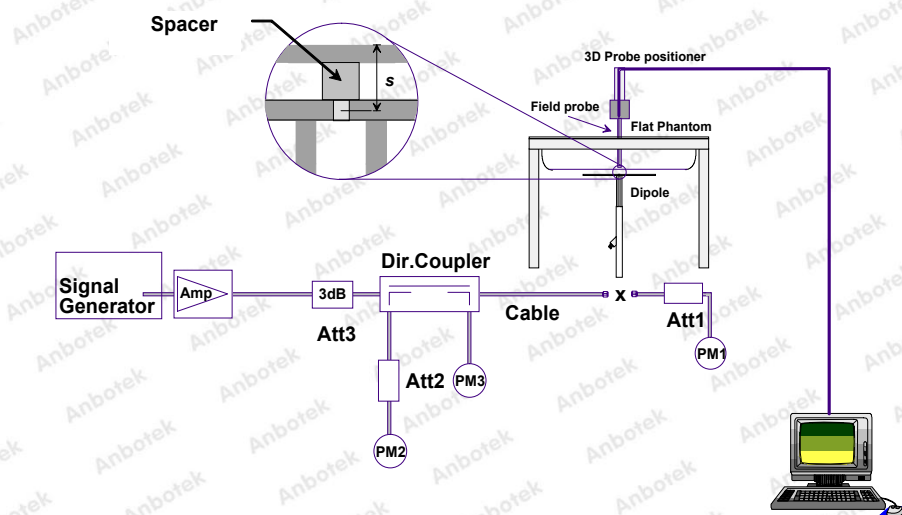 Spacer
s
3D Probe positioner
Field probe
Flat Phantom
Dipole
Signal
Generator
Amp
3dB
Att3
Dir.Coupler
Cable
x
Att1
PM1
Att2
PM3
PM2
Anbotek